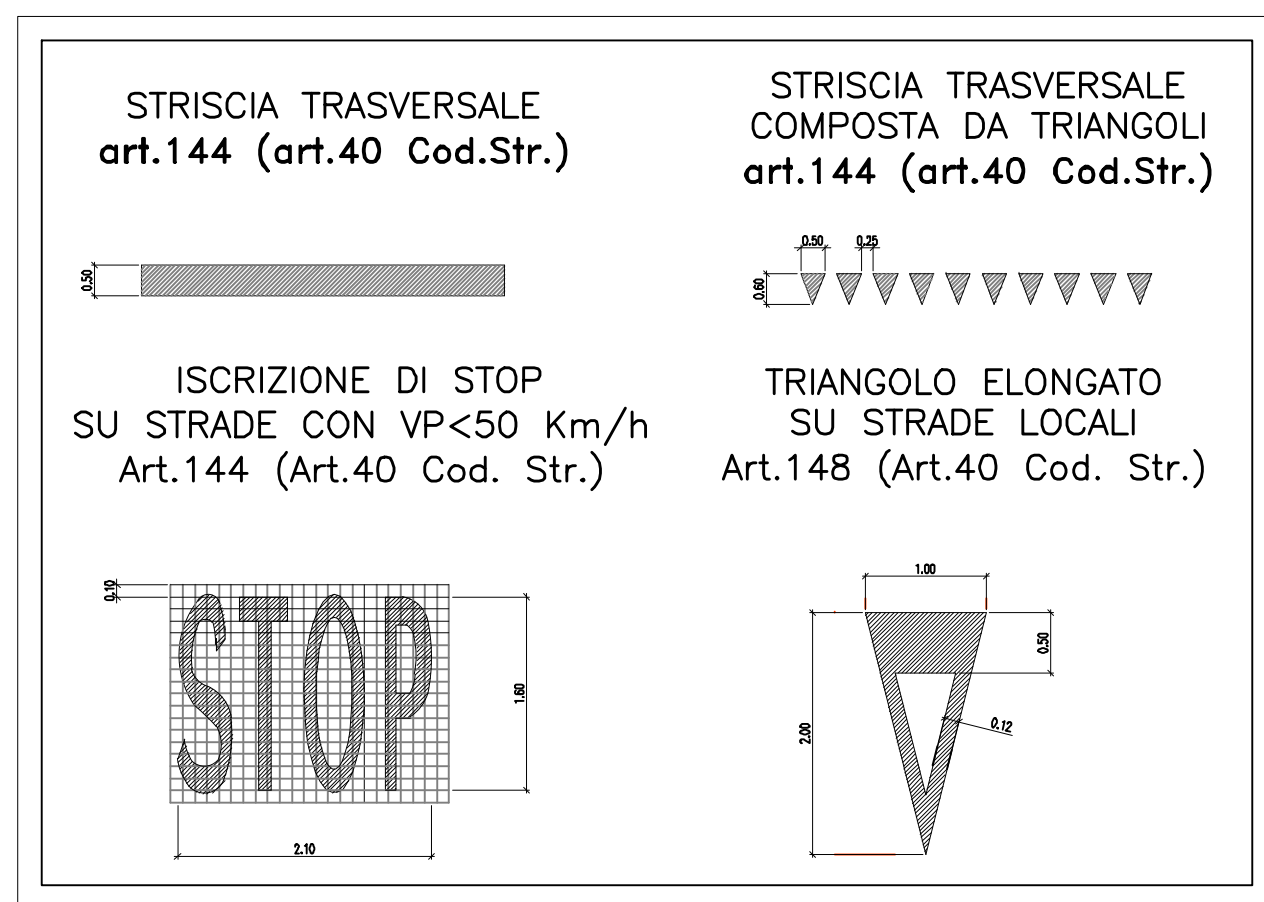 STRISCIA TRASVERSALE
art.144 (art.40 Cod.Str.)
0.50
STRISCIA TRASVERSALE
COMPOSTA DA TRIANGOLI
art.144 (art.40 Cod.Str.)
0.50
0.25
0.60
ISCRIZIONE DI STOP
SU STRADE CON VP<50 Km/h
Art.144 (Art.40 Cod. Str.)
0.10
STOP
1.60
2.10
TRIANGOLO ELONGATO
SU STRADE LOCALI
Art.148 (Art.40 Cod. Str.)
1.00
0.50
2.00
0.12